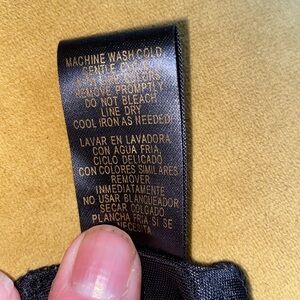 MACHINE WASH COLD
GENTLE CYCLE
COLORS
REMOVE PROMPTLY
DO NOT BLEACH
LINE DRY
COOL IRON AS NEEDED
LAVAR EN LAVADORA
CON AGUA FRIA,
CICLO DELICADO
CON COLORES SIMILARES
REMOVER
INMEDIATAMENTE
NO USAR BLANQUEADOR
SECAR COLGADO
PLANCHA FRIA SI SE
NECESITA